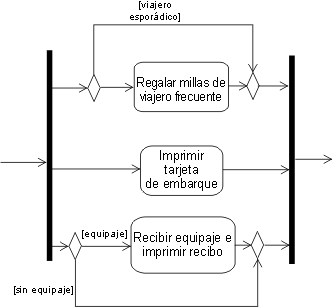 [viajero
esporádico]
Regalar millas de
viajero frecuente
Imprimir
tarjeta
de embarque
[equipaje]
Recibir equipaje e
imprimir recibo
[sin equipaje]